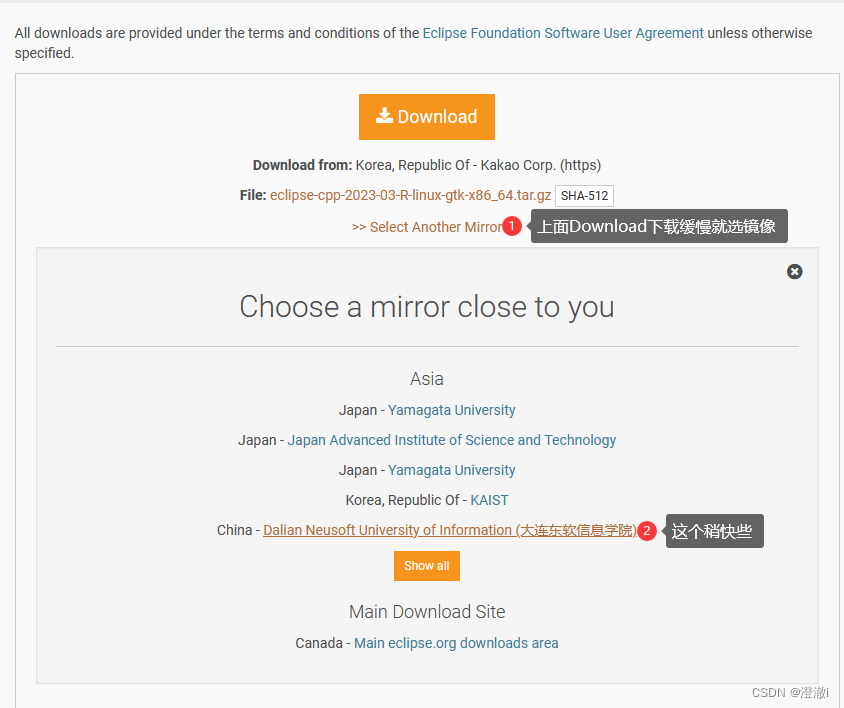 All downloads are provided under the terms and conditions of the Eclipse Foundation Software User Agreement unless otherwise
specified.
Download
Download from: Korea, Republic Of - Kakao Corp. (https)
File: eclipse-cpp-2023-03-R-linux-gtk-x86_64.tar.gz SHA-512
>> Select Another Mirror 1 上面Download下载缓慢就选镜像
Choose a mirror close to you
Asia
Japan - Yamagata University
Japan - Japan Advanced Institute of Science and Technology
Japan - Yamagata University
Korea, Republic Of - KAIST
China - Dalian Neusoft University of Information (大连东软信息学院) 2 这个稍快些
Show all
Main Download Site
Canada - Main eclipse.org downloads area
CSDN @澄澈i